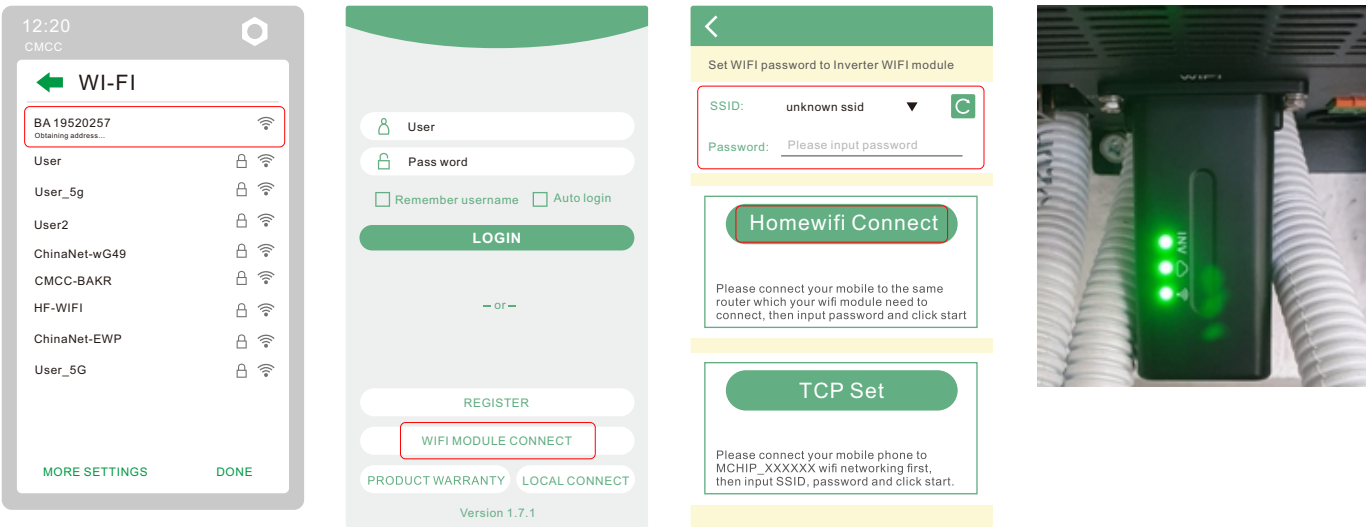 12:20
CMCC
WI-FI
BA 19520257
Obtaining address...
User
User_5g
User2
ChinaNet-wG49
CMCC-BAKR
HF-WIFI
ChinaNet-EWP
User_5G
MORE SETTINGS DONE
User
Pass word
Remember username Auto login
LOGIN
or
REGISTER
WIFI MODULE CONNECT
PRODUCT WARRANTY LOCAL CONNECT
Version 1.7.1
Set WIFI password to Inverter WIFI module
SSID: unknown ssid
Password: Please input password
Homewifi Connect
Please connect your mobile to the same
router which your wifi module need to
connect, then input password and click start
TCP Set
Please connect your mobile phone to
MCHIP_XXXXXX wifi networking first,
then input SSID, password and click start.
WIFI
INV